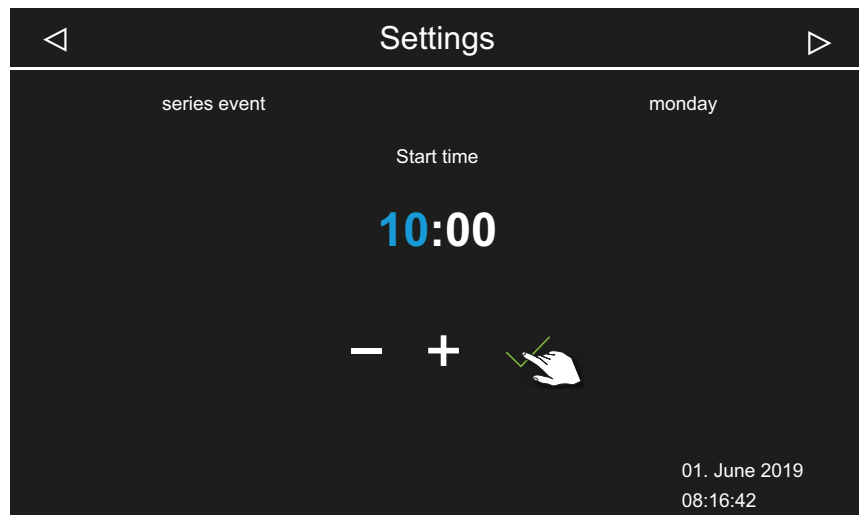 Settings
series event monday
Start time
10:00
01. June 2019
08:16:42